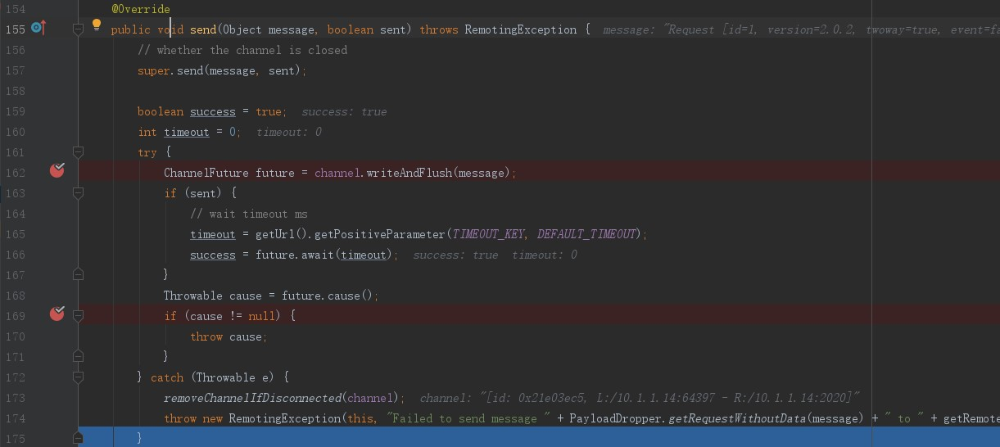 154 @Override
155 public void send(Object message, boolean sent) throws RemotingException { message: "Request [id=1, version=2.0.2, twoway=true, event=fa
156 // whether the channel is closed
157 super.send(message, sent);
158
159 boolean success = true; success: true
160 int timeout = 0; timeout: 0
161 try {
162 ChannelFuture future = channel.writeAndFlush(message);
163 if (sent) {
164 // wait timeout ms
165 timeout = getUrl().getPositiveParameter(TIMEOUT_KEY, DEFAULT_TIMEOUT);
166 success = future.await(timeout); success: true timeout: 0
167 }
168 Throwable cause = future.cause();
169 if (cause != null) {
170 throw cause;
171 }
172 } catch (Throwable e) {
173 removeChannelIfDisconnected(channel); channel: "[id: 0x21e03ec5, L:/10.1.1.14:64397 - R:/10.1.1.14:2020]"
174 throw new RemotingException(this, "Failed to send message " + PayloadDropper.getRequestWithoutData(message) + " to " + getRemote
175 }